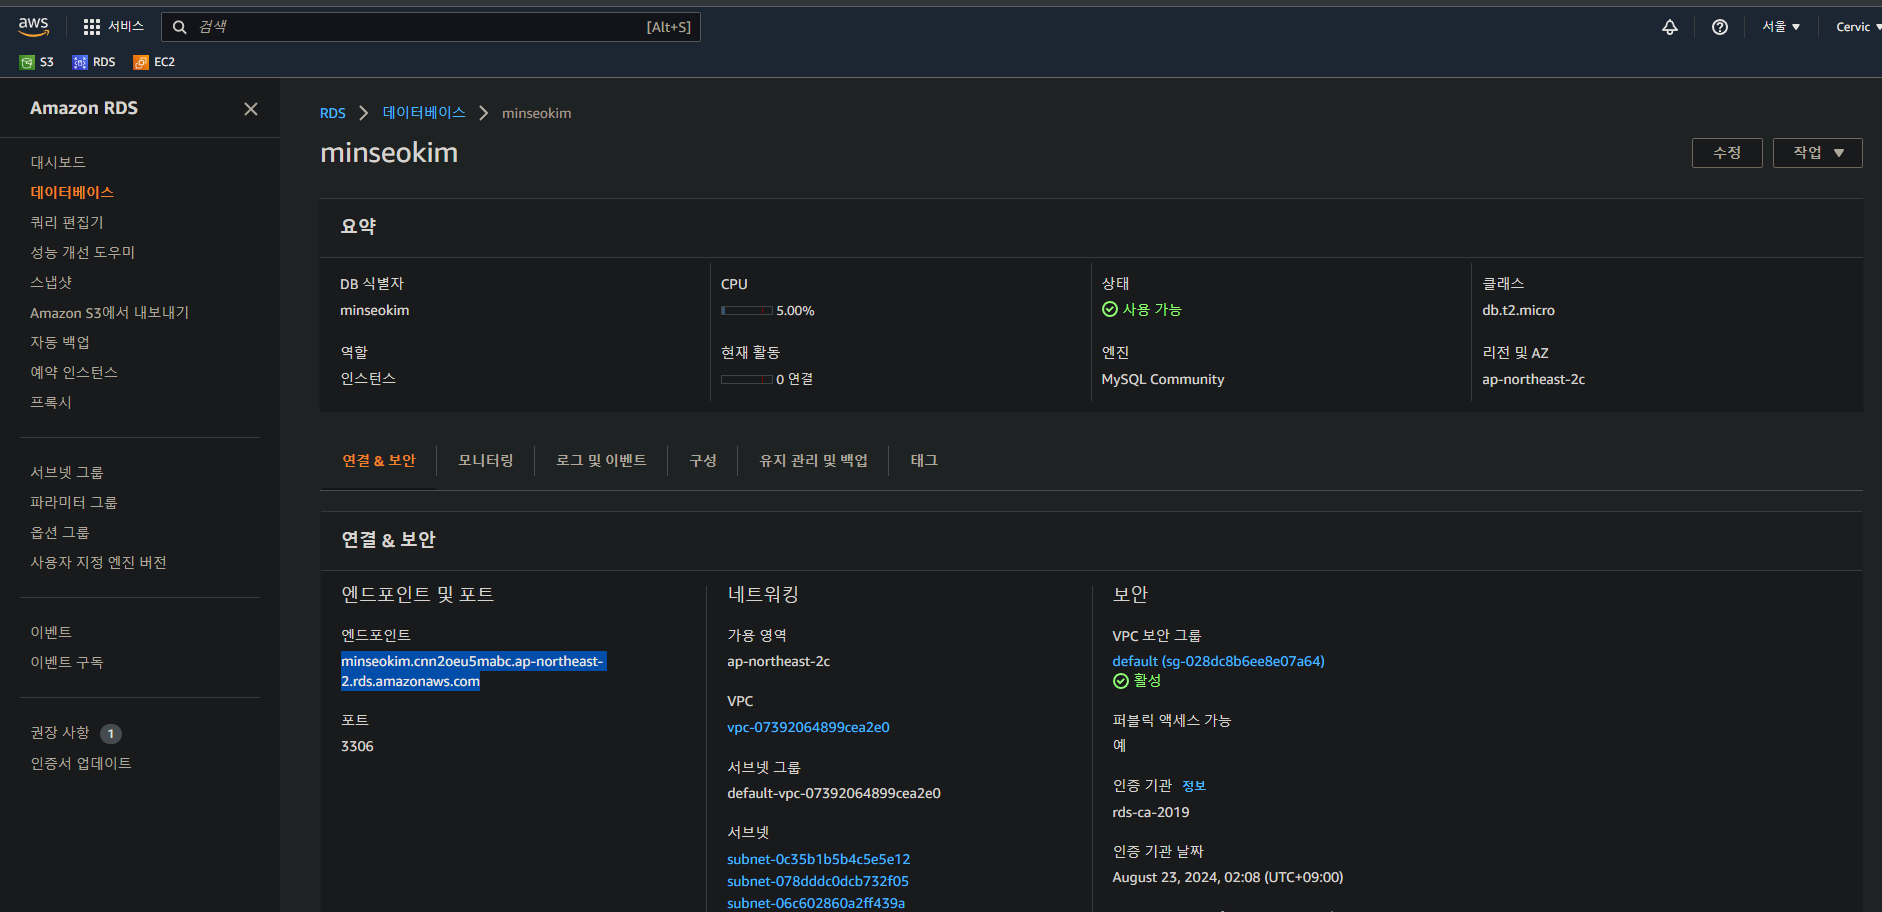 aws
서비스
검색
[Alt+S]
서울 ▼
Cervic ▼
S3
RDS
EC2
Amazon RDS
대시보드
데이터베이스
쿼리 편집기
성능 개선 도우미
스냅샷
Amazon S3에서 내보내기
자동 백업
예약 인스턴스
프록시
서브넷 그룹
파라미터 그룹
옵션 그룹
사용자 지정 엔진 버전
이벤트
이벤트 구독
권장 사항 1
인증서 업데이트
RDS > 데이터베이스 > minseokim
minseokim
수정
작업 ▼
요약
DB 식별자
minseokim
역할
인스턴스
CPU
5.00%
현재 활동
0 연결
상태
사용 가능
엔진
MySQL Community
클래스
db.t2.micro
리전 및 AZ
ap-northeast-2c
연결 & 보안
모니터링
로그 및 이벤트
구성
유지 관리 및 백업
태그
연결 & 보안
엔드포인트 및 포트
엔드포인트
minseokim.cnn2oeu5mabc.ap-northeast-
2.rds.amazonaws.com
포트
3306
네트워킹
가용 영역
ap-northeast-2c
VPC
vpc-07392064899cea2e0
서브넷 그룹
default-vpc-07392064899cea2e0
서브넷
subnet-0c35b1b5b4c5e5e12
subnet-078dddc0dcb732f05
subnet-06c602860a2ff439a
보안
VPC 보안 그룹
default (sg-028dc8b6ee8e07a64)
활성
퍼블릭 액세스 가능
예
인증 기관 정보
rds-ca-2019
인증 기관 날짜
August 23, 2024, 02:08 (UTC+09:00)